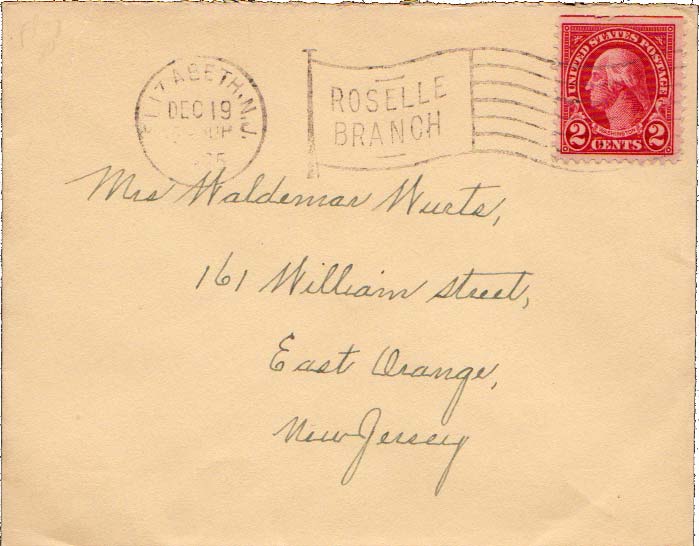 ELIZABETH, N.J.
DEC 19
ROSELLE
BRANCH
UNITED STATES POSTAGE
WASHINGTON
2 CENTS 2
Mrs Waldemar Wurts,
161 William Street,
East Orange,
New Jersey